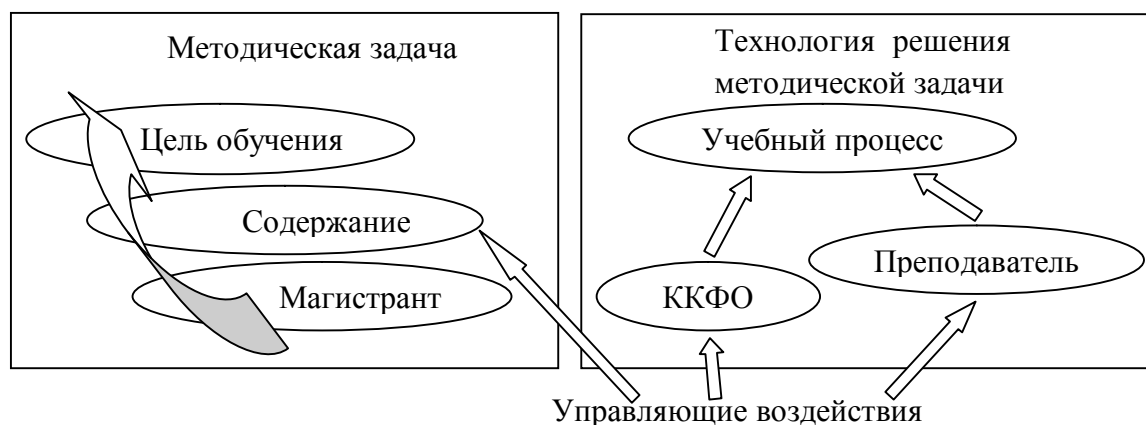 Методическая задача
Цель обучения
Содержание
Магистрант
Технология решения
методической задачи
Учебный процесс
Преподаватель
ККФО
Управляющие воздействия